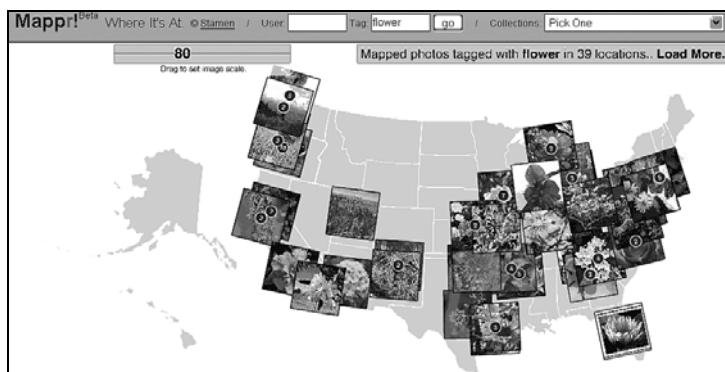 Mappr!Beta Where It's At. © Stamen / User: Tag: flower go / Collections: Pick One
80
Drag to set image scale.
Mapped photos tagged with flower in 39 locations.. Load More.